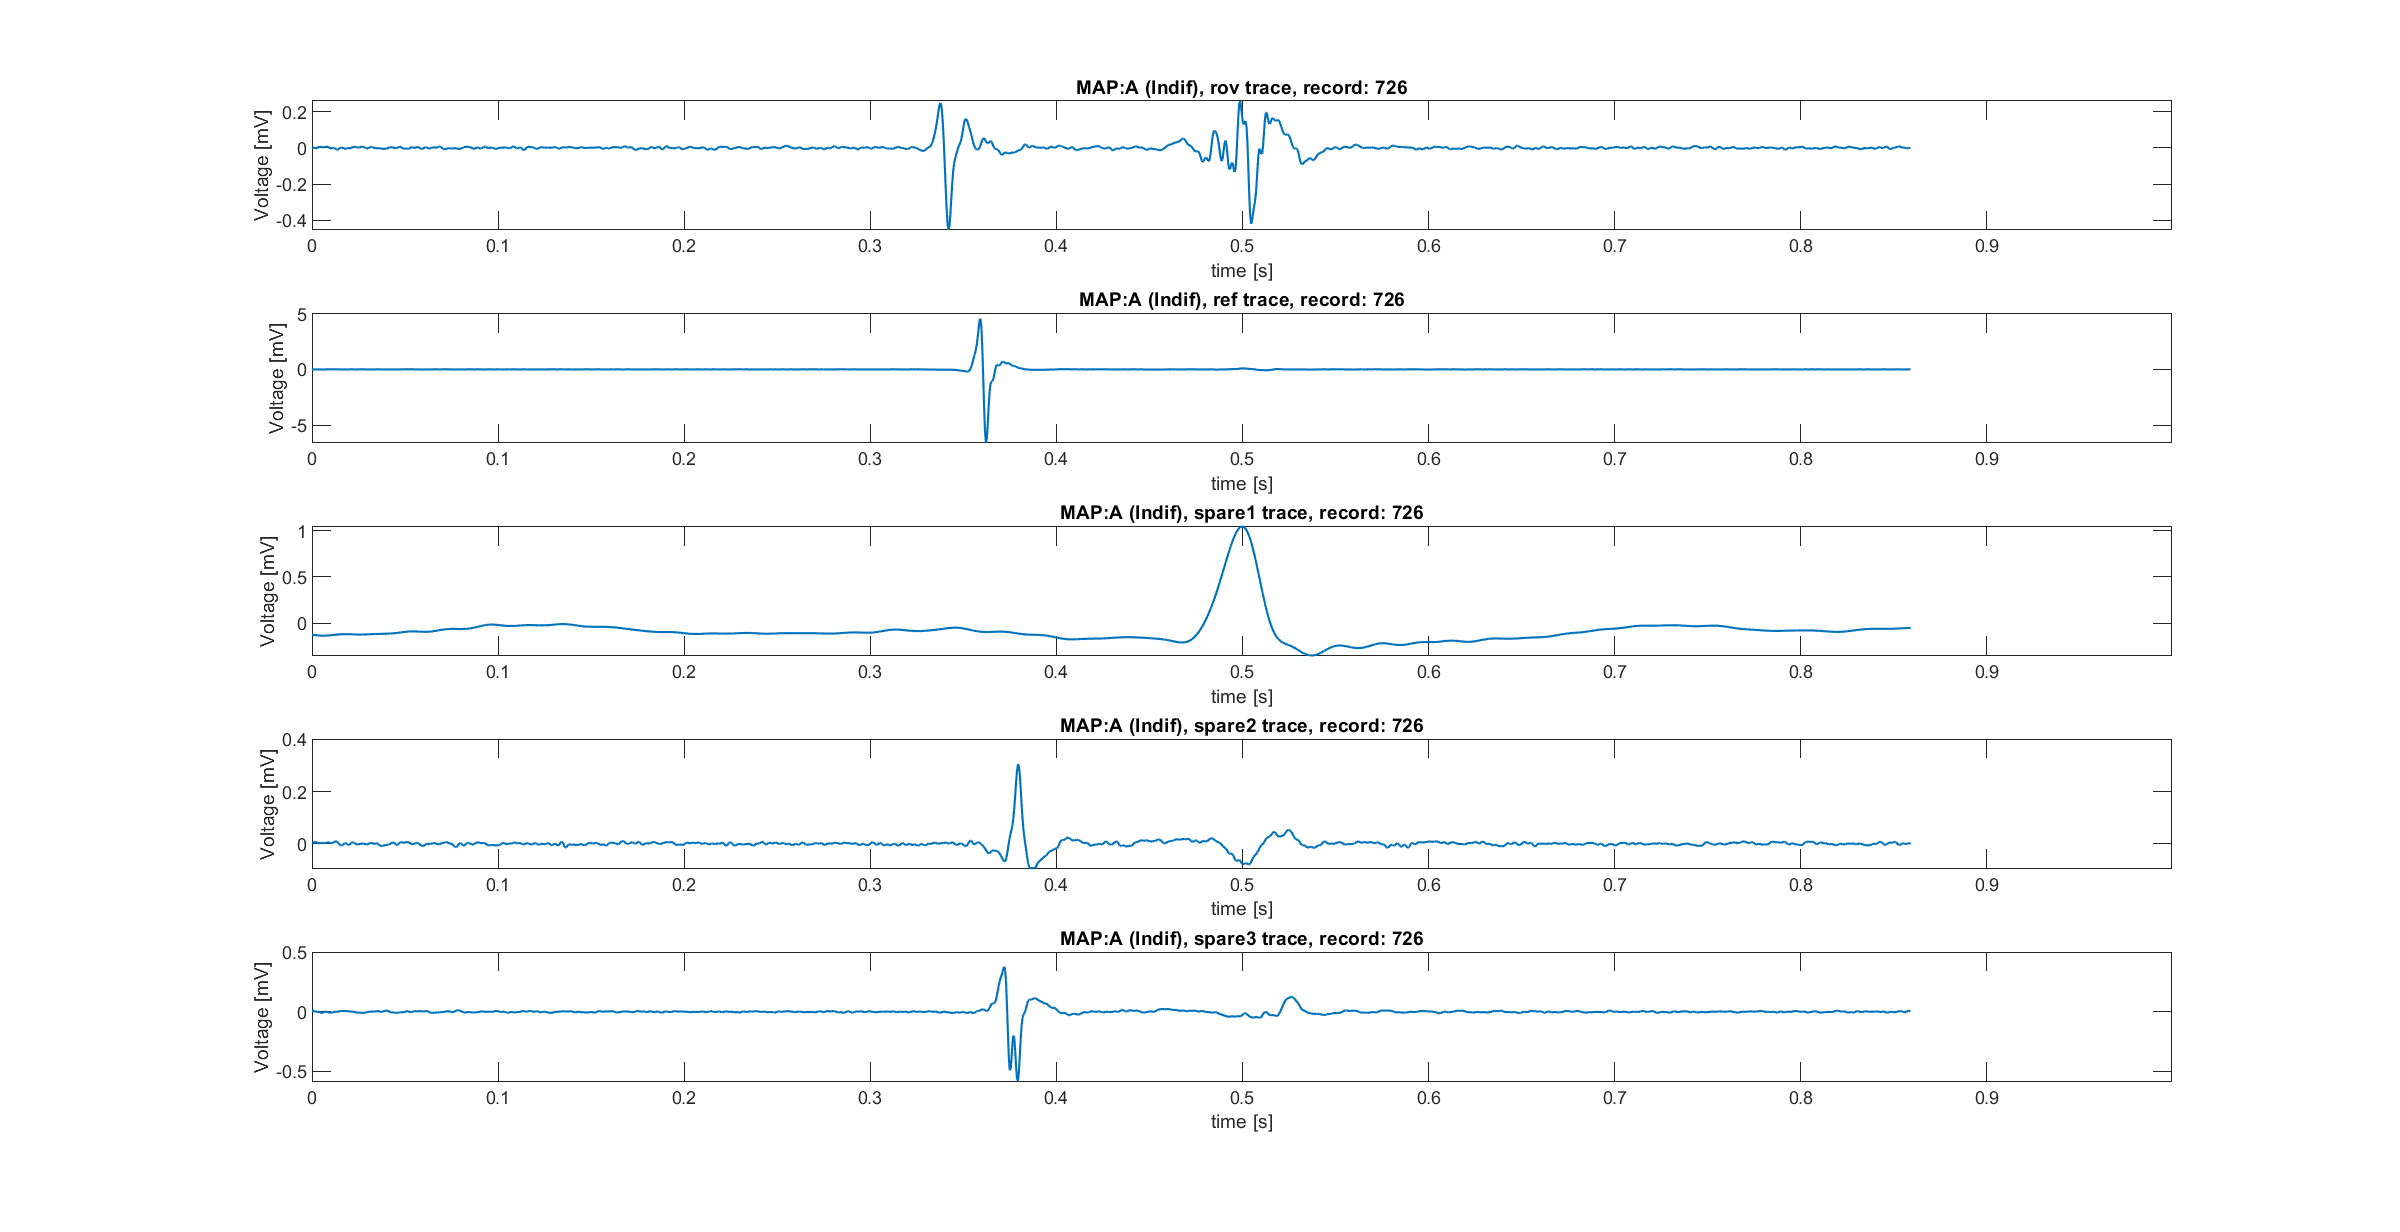 MAP:A (Indif), rov trace, record: 726
Voltage [mV]
0.2
0
-0.2
-0.4
0 0.1 0.2 0.3 0.4 0.5 0.6 0.7 0.8 0.9
time [s]
MAP:A (Indif), ref trace, record: 726
Voltage [mV]
5
0
-5
0 0.1 0.2 0.3 0.4 0.5 0.6 0.7 0.8 0.9
time [s]
MAP:A (Indif), spare1 trace, record: 726
Voltage [mV]
1
0.5
0
0 0.1 0.2 0.3 0.4 0.5 0.6 0.7 0.8 0.9
time [s]
MAP:A (Indif), spare2 trace, record: 726
Voltage [mV]
0.4
0.2
0
0 0.1 0.2 0.3 0.4 0.5 0.6 0.7 0.8 0.9
time [s]
MAP:A (Indif), spare3 trace, record: 726
Voltage [mV]
0.5
0
-0.5
0 0.1 0.2 0.3 0.4 0.5 0.6 0.7 0.8 0.9
time [s]